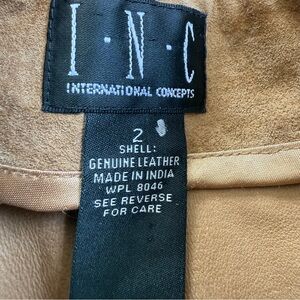 I·N·C
INTERNATIONAL CONCEPTS
2
SHELL:
GENUINE LEATHER
MADE IN INDIA
WPL 8046
SEE REVERSE
FOR CARE